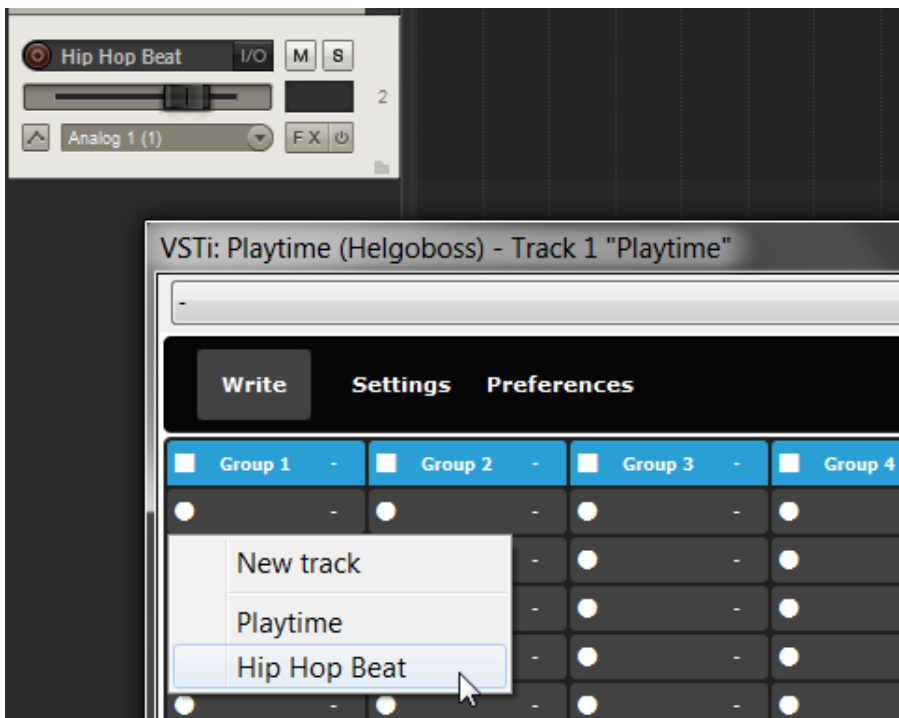 Hip Hop Beat I/O M S
2
Analog 1 (1) FX
VSTi: Playtime (Helgoboss) - Track 1 "Playtime"
-
Write Settings Preferences
Group 1 - Group 2 - Group 3 - Group 4
- - -
New track - -
Playtime - -
Hip Hop Beat - -